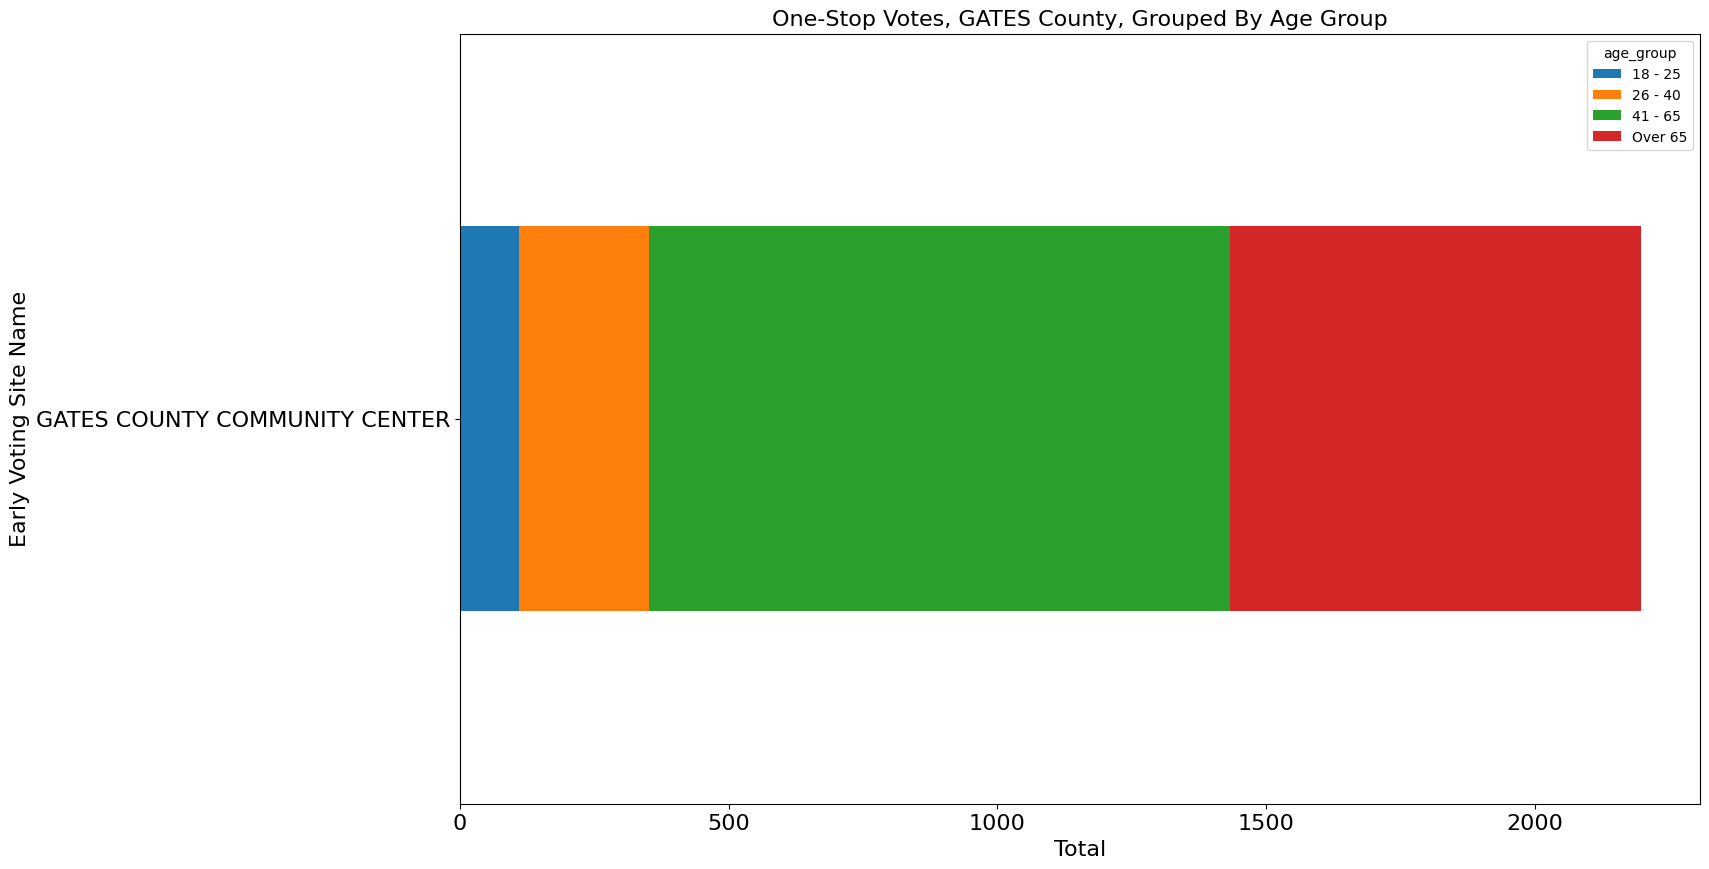 One-Stop Votes, GATES County, Grouped By Age Group
age_group
18 - 25
26 - 40
41 - 65
Over 65
Early Voting Site Name
GATES COUNTY COMMUNITY CENTER
0
500
1000
1500
2000
Total